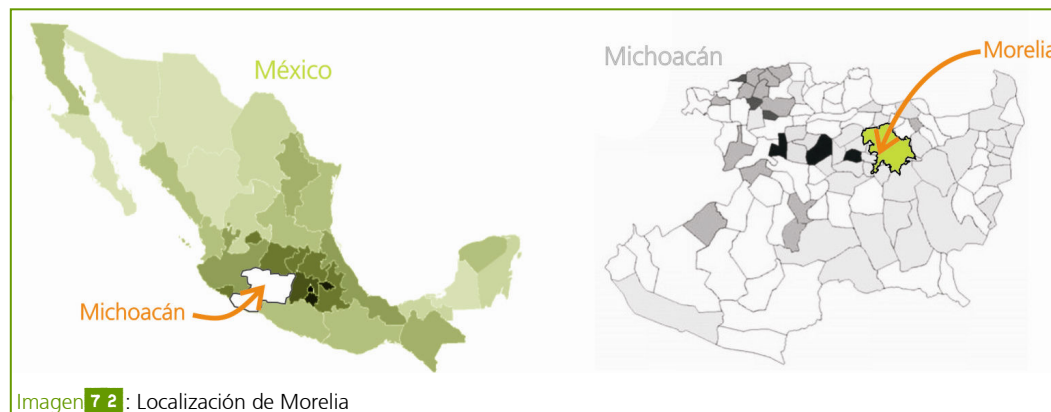 México
Michoacán
Michoacán
Morelia
Imagen 7 2 : Localización de Morelia